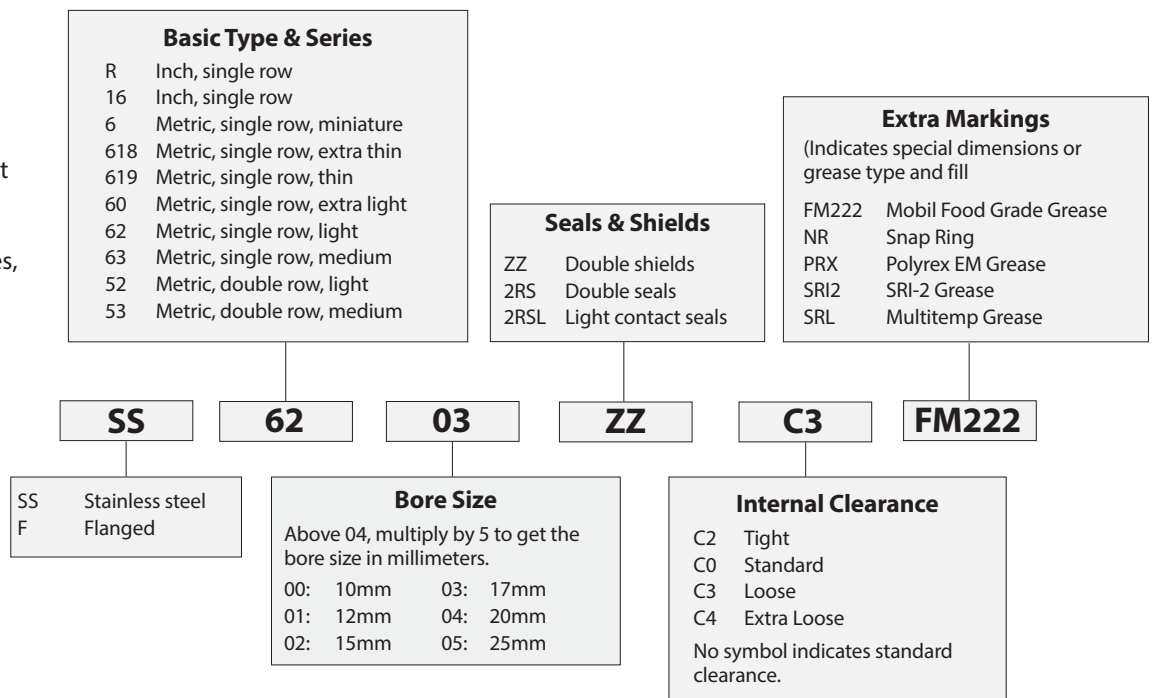 Basic Type & Series
R Inch, single row
16 Inch, single row
6 Metric, single row, miniature
618 Metric, single row, extra thin
619 Metric, single row, thin
60 Metric, single row, extra light
62 Metric, single row, light
63 Metric, single row, medium
52 Metric, double row, light
53 Metric, double row, medium
Seals & Shields
ZZ Double shields
2RS Double seals
2RSL Light contact seals
Extra Markings
(Indicates special dimensions or
grease type and fill
FM222 Mobil Food Grade Grease
NR Snap Ring
PRX Polyrex EM Grease
SRI2 SRI-2 Grease
SRL Multitemp Grease
SS 62 03 ZZ C3 FM222
SS Stainless steel
F Flanged
Bore Size
Above 04, multiply by 5 to get the
bore size in millimeters.
00: 10mm 03: 17mm
01: 12mm 04: 20mm
02: 15mm 05: 25mm
Internal Clearance
C2 Tight
C0 Standard
C3 Loose
C4 Extra Loose
No symbol indicates standard
clearance.